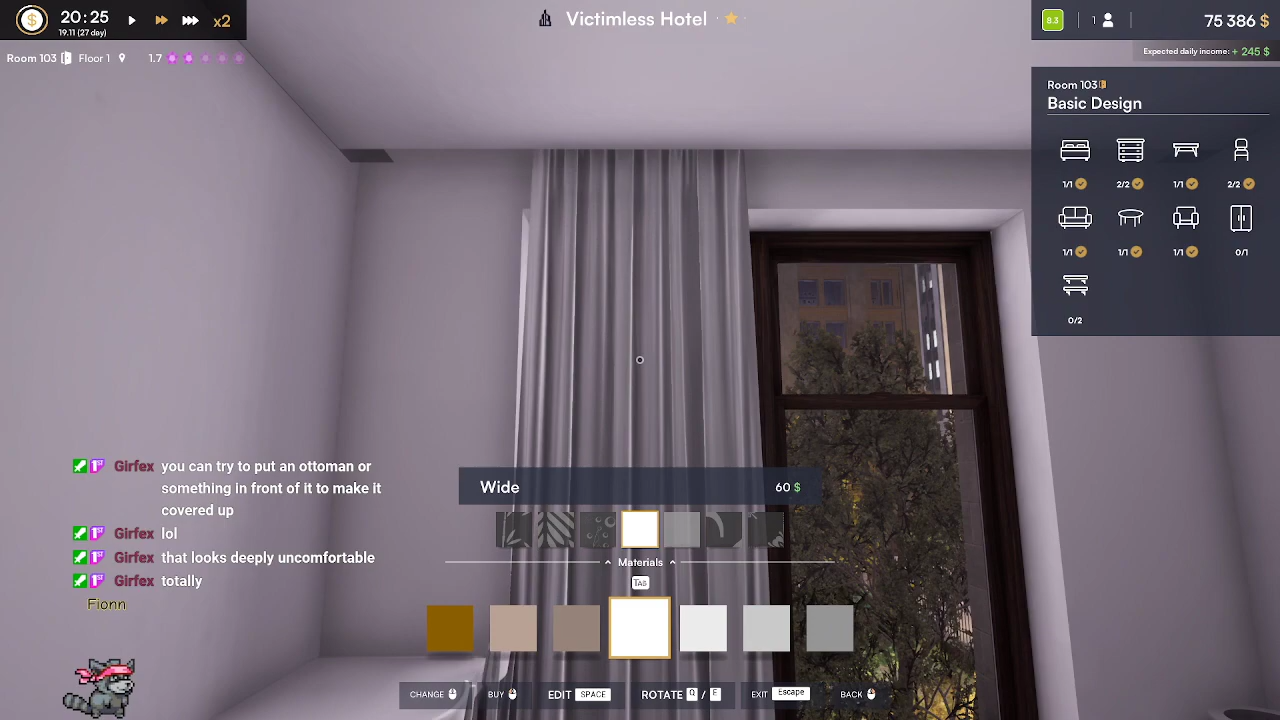 20:25
x2
19.11 (27 day)
Room 103 Floor 1 1.7
Victimless Hotel
8.3 1 75 386 $
Expected daily income: + 245 $
Room 103
Basic Design
1/1 2/2 1/1 2/2
1/1 1/1 1/1 0/1
0/2
Girfex you can try to put an ottoman or
something in front of it to make it
covered up
Girfex lol
Girfex that looks deeply uncomfortable
Girfex totally
Fionn
Wide 60 $
Materials
TAB
CHANGE BUY EDIT SPACE ROTATE Q / E EXIT Escape BACK